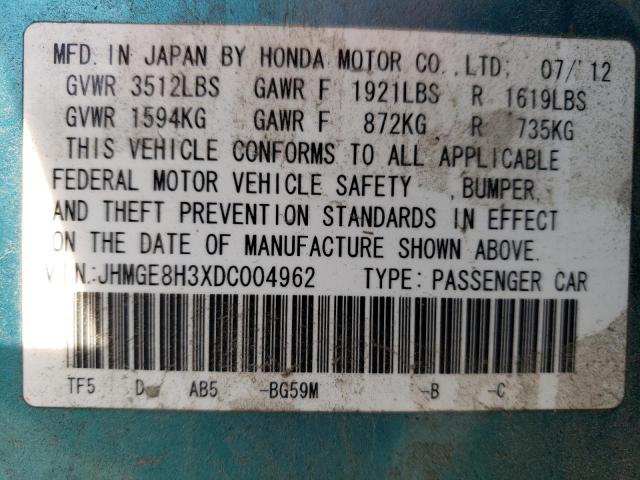 MFD. IN JAPAN BY HONDA MOTOR CO.,LTD. 07/'12
GVWR 3512LBS GAWR F 1921LBS R 1619LBS
GVWR 1594KG GAWR F 872KG R 735KG
THIS VEHICLE CONFORMS TO ALL APPLICABLE
FEDERAL MOTOR VEHICLE SAFETY ,BUMPER,
AND THEFT PREVENTION STANDARDS IN EFFECT
ON THE DATE OF MANUFACTURE SHOWN ABOVE.
V.I.N.:JHMGE8H3XDC004962 TYPE: PASSENGER CAR
TF5 D AB5 -BG59M -B -C